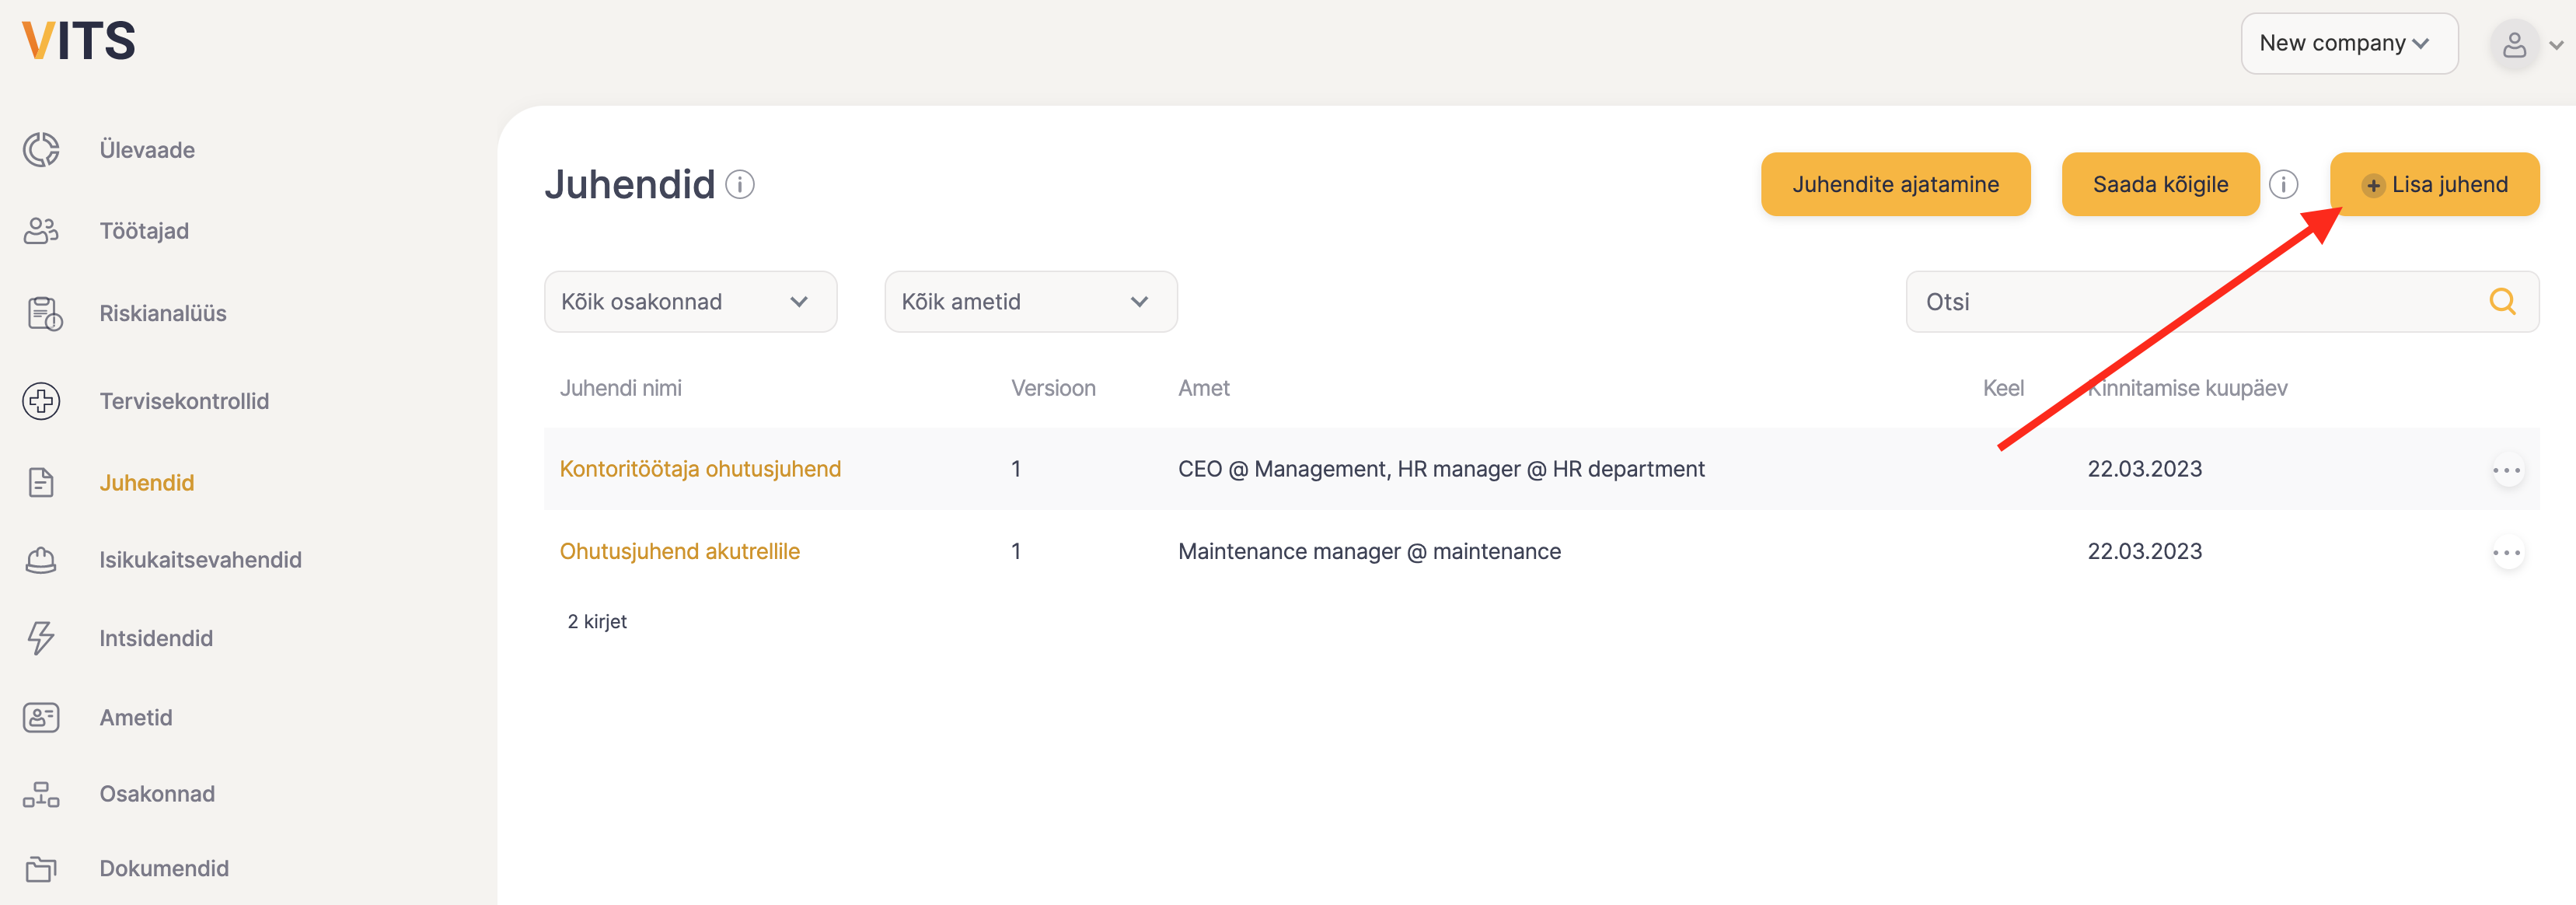 VITS
New company
Ülevaade
Töötajad
Riskianalüüs
Tervisekontrollid
Juhendid
Isikukaitsevahendid
Intsidendid
Ametid
Osakonnad
Dokumendid
Juhendid
Juhendite ajatamine
Saada kõigile
Lisa juhend
Kõik osakonnad
Kõik ametid
Otsi
Juhendi nimi Versioon Amet Keel Kinnitamise kuupäev
Kontoritöötaja ohutusjuhend 1 CEO @ Management, HR manager @ HR department 22.03.2023
Ohutusjuhend akutrellile 1 Maintenance manager @ maintenance 22.03.2023
2 kirjet